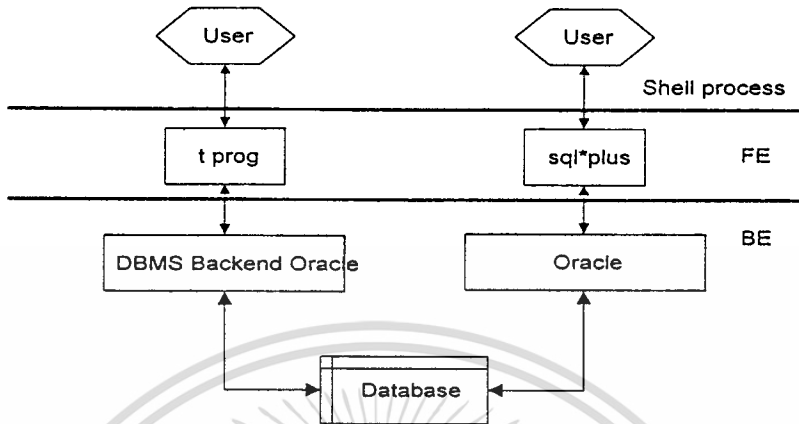 User
User
Shell process
t prog
sql*plus
FE
BE
DBMS Backend Oracle
Oracle
Database